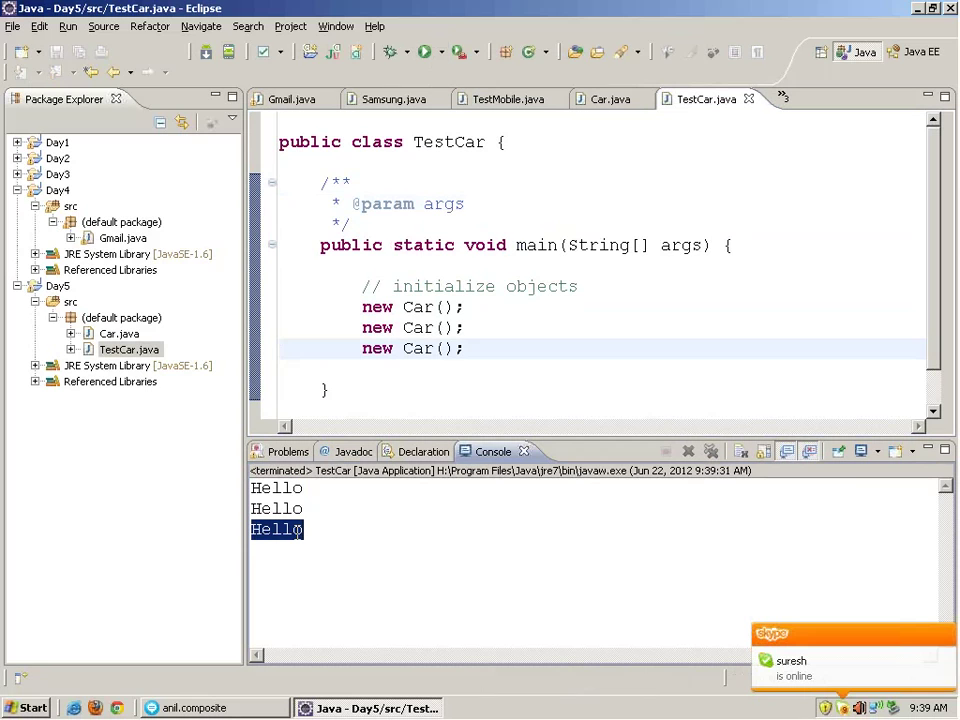 Java - Day5/src/TestCar.java - Eclipse
File Edit Run Source Refactor Navigate Search Project Window Help
Java Java EE
Package Explorer
Day1
Day2
Day3
Day4
src
(default package)
Gmail.java
JRE System Library [JavaSE-1.6]
Referenced Libraries
Day5
src
(default package)
Car.java
TestCar.java
JRE System Library [JavaSE-1.6]
Referenced Libraries
Gmail.java Samsung.java TestMobile.java Car.java TestCar.java 3
public class TestCar {
/**
* @param args
*/
public static void main(String[] args) {
// initialize objects
new Car();
new Car();
new Car();
}
Problems @ Javadoc Declaration Console
<terminated> TestCar [Java Application] H:\Program Files\Java\jre7\bin\javaw.exe (Jun 22, 2012 9:39:31 AM)
Hello
Hello
Hello
skype
suresh
is online
Start anil.composite Java - Day5/src/Test... 9:39 AM